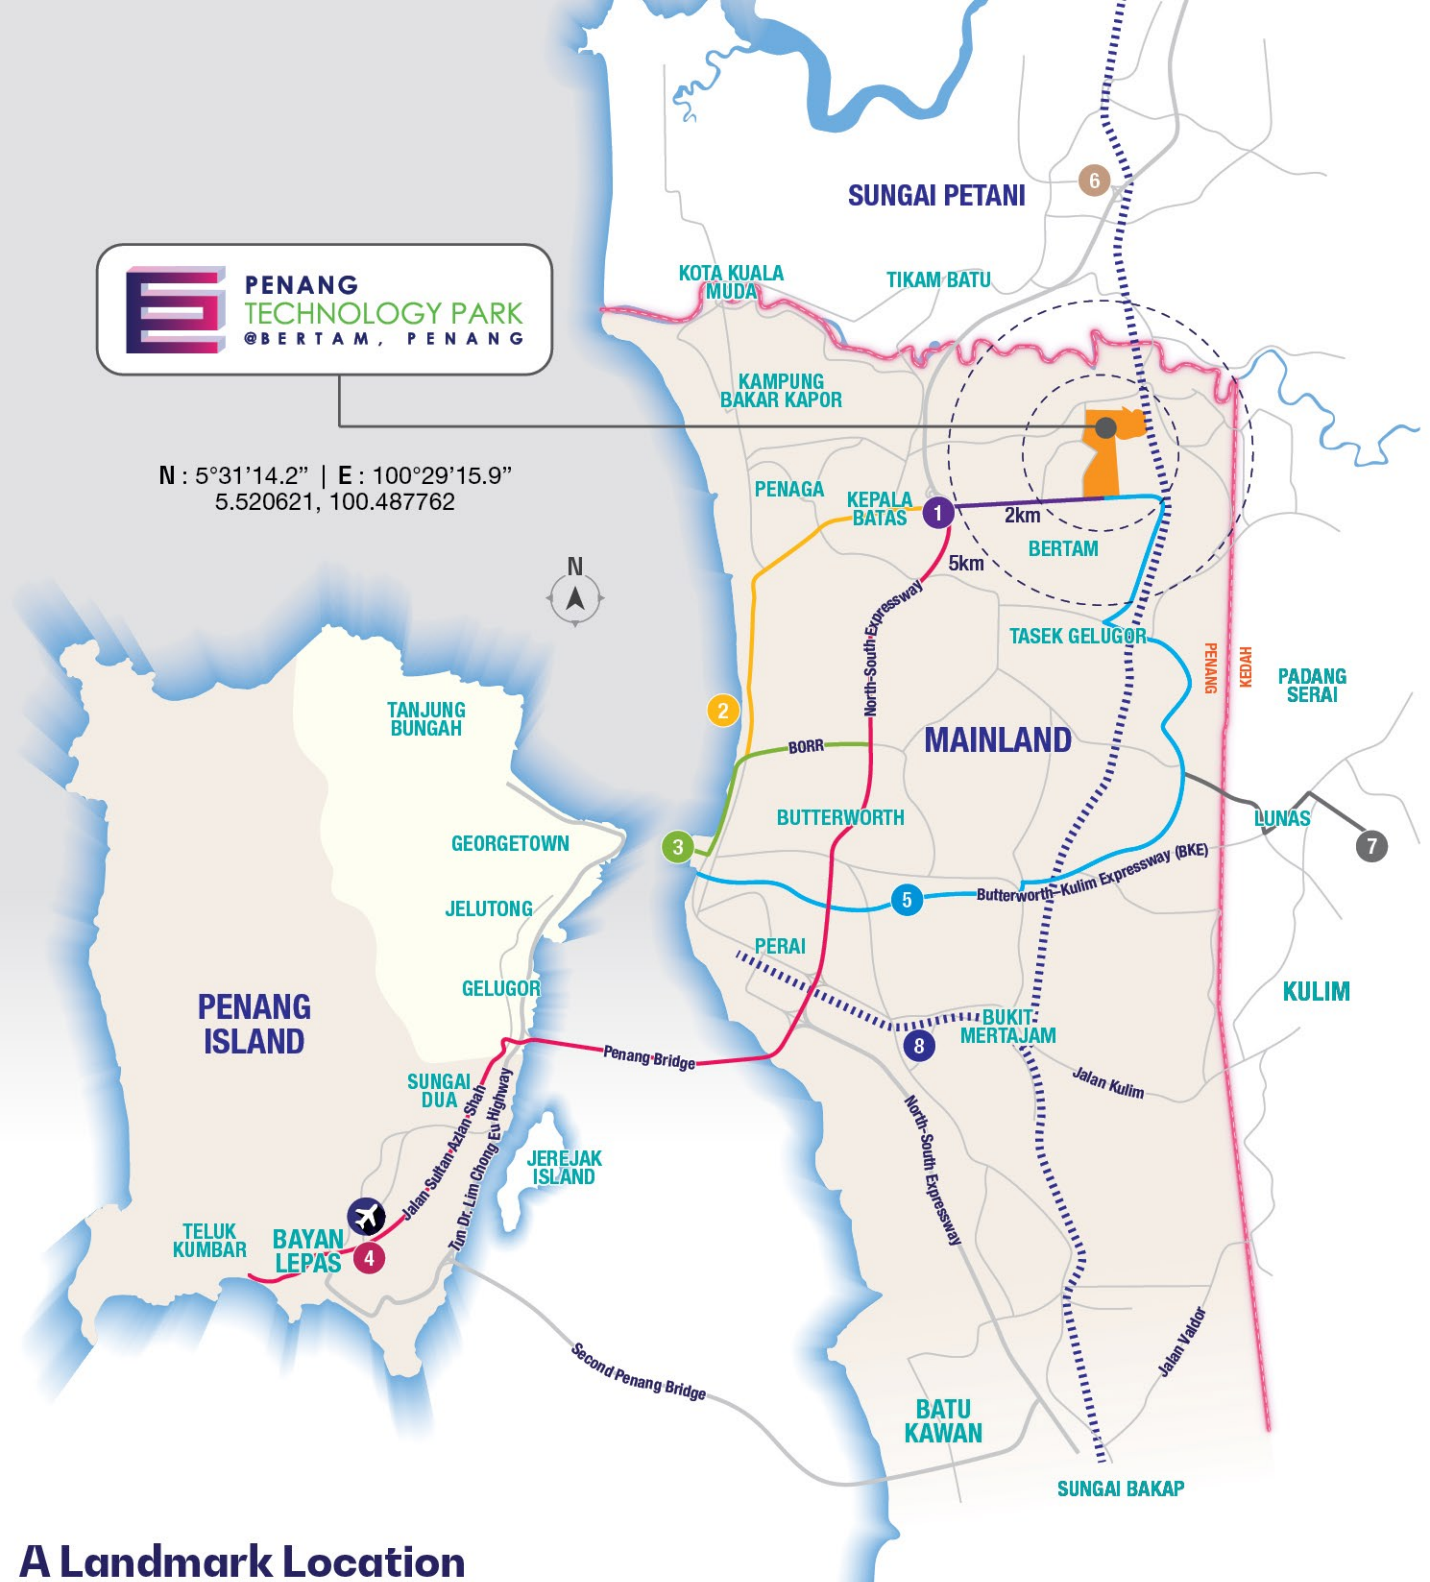 SUNGAI PETANI
6
KOTA KUALA
MUDA
TIKAM BATU
PENANG
TECHNOLOGY PARK
@BERTAM, PENANG
KAMPUNG
BAKAR KAPOR
N : 5°31’14.2” | E : 100°29’15.9”
5.520621, 100.487762
PENAGA
KEPALA
BATAS
1
2km
BERTAM
5km
N
North-South Expressway
TASEK GELUGOR
PENANG
KEDAH
PADANG
SERAI
2
TANJUNG
BUNGAH
BORR
MAINLAND
BUTTERWORTH
LUNAS
3
7
GEORGETOWN
Butterworth-Kulim Expressway (BKE)
5
JELUTONG
PERAI
GELUGOR
KULIM
PENANG
ISLAND
BUKIT
MERTAJAM
8
Penang Bridge
SUNGAI
DUA
Jalan Kulim
Jalan Sultan Azlan Shah
Tun Dr. Lim Chong Eu Highway
North-South Expressway
JEREJAK
ISLAND
TELUK
KUMBAR
BAYAN
LEPAS
4
Second Penang Bridge
Jalan Valdor
BATU
KAWAN
SUNGAI BAKAP
A Landmark Location